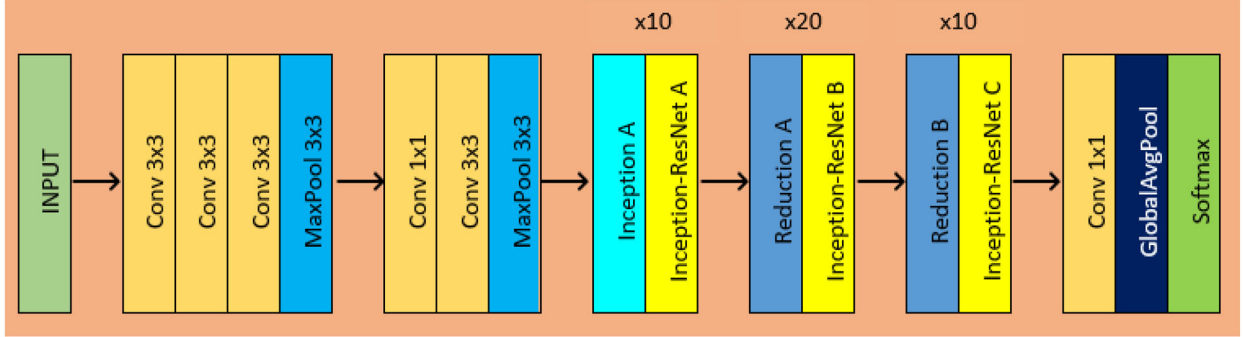 x10
x20
x10
INPUT
Conv 3x3
Conv 3x3
Conv 3x3
MaxPool 3x3
Conv 1x1
Conv 3x3
MaxPool 3x3
Inception A
Inception-ResNet A
Reduction A
Inception-ResNet B
Reduction B
Inception-ResNet C
Conv 1x1
GlobalAvgPool
Softmax